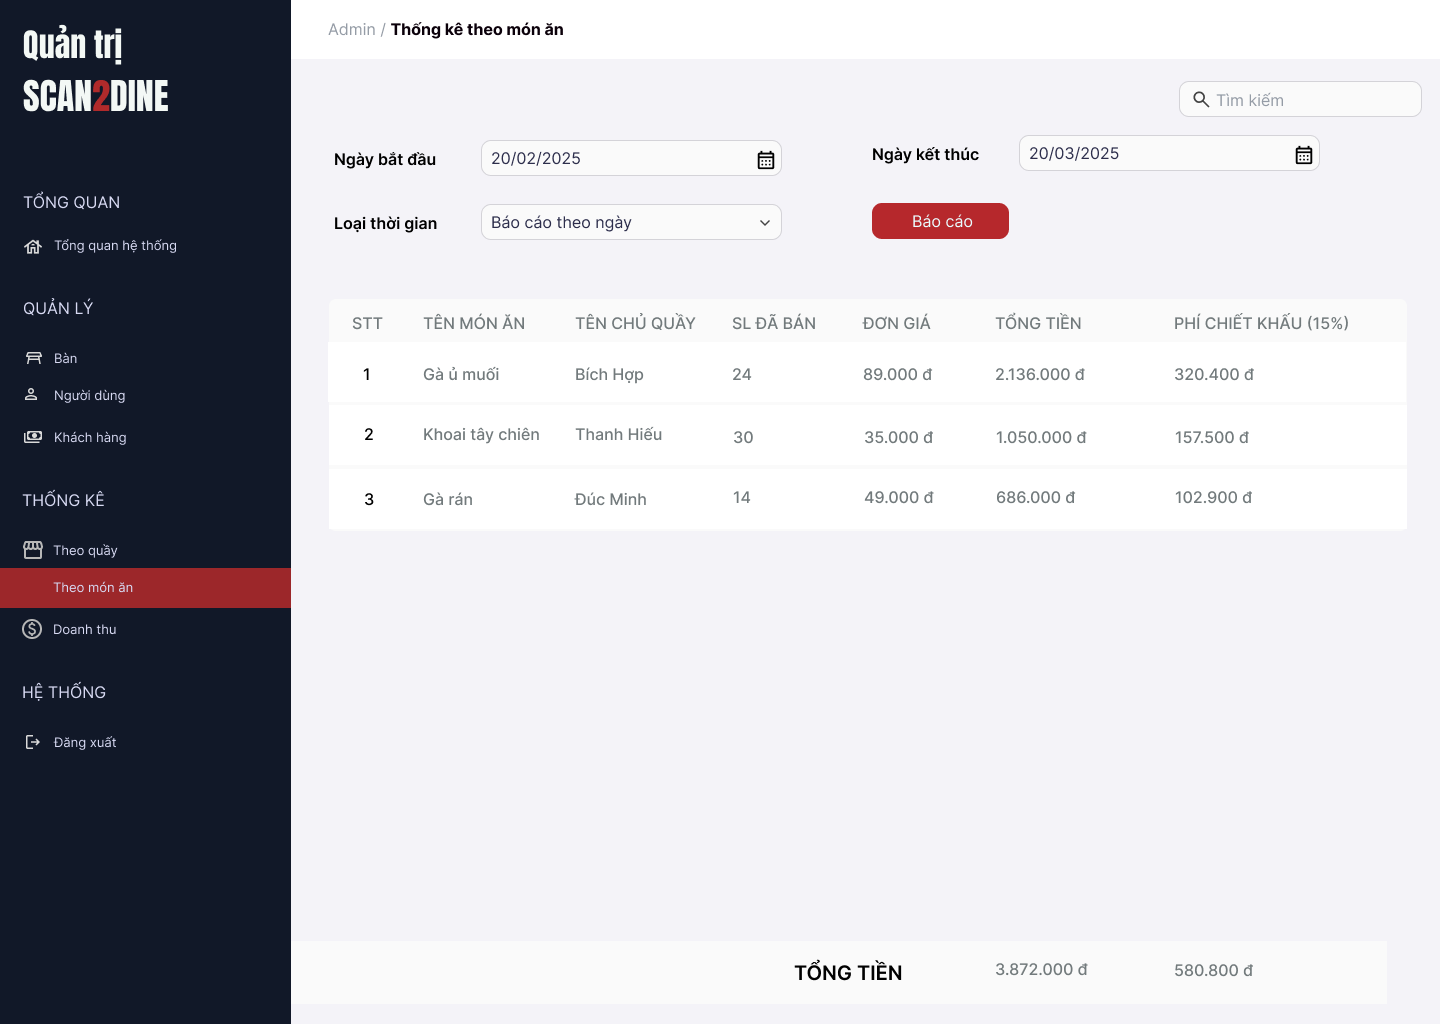 Quản trị
SCAN2DINE
TỔNG QUAN
Tổng quan hệ thống
QUẢN LÝ
Bàn
Người dùng
Khách hàng
THỐNG KÊ
Theo quầy
Theo món ăn
Doanh thu
HỆ THỐNG
Đăng xuất
Admin / Thống kê theo món ăn
Tìm kiếm
Ngày bắt đầu 20/02/2025 Ngày kết thúc 20/03/2025
Loại thời gian Báo cáo theo ngày Báo cáo
STT TÊN MÓN ĂN TÊN CHỦ QUẦY SL ĐÃ BÁN ĐƠN GIÁ TỔNG TIỀN PHÍ CHIẾT KHẤU (15%)
1 Gà ủ muối Bích Hợp 24 89.000 đ 2.136.000 đ 320.400 đ
2 Khoai tây chiên Thanh Hiếu 30 35.000 đ 1.050.000 đ 157.500 đ
3 Gà rán Đúc Minh 14 49.000 đ 686.000 đ 102.900 đ
TỔNG TIỀN 3.872.000 đ 580.800 đ